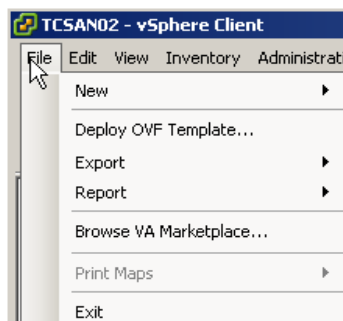 TCSAN02 - vSphere Client
File Edit View Inventory
New
Deploy OVF Template...
Export
Report
Browse VA Marketplace...
Print Maps
Exit